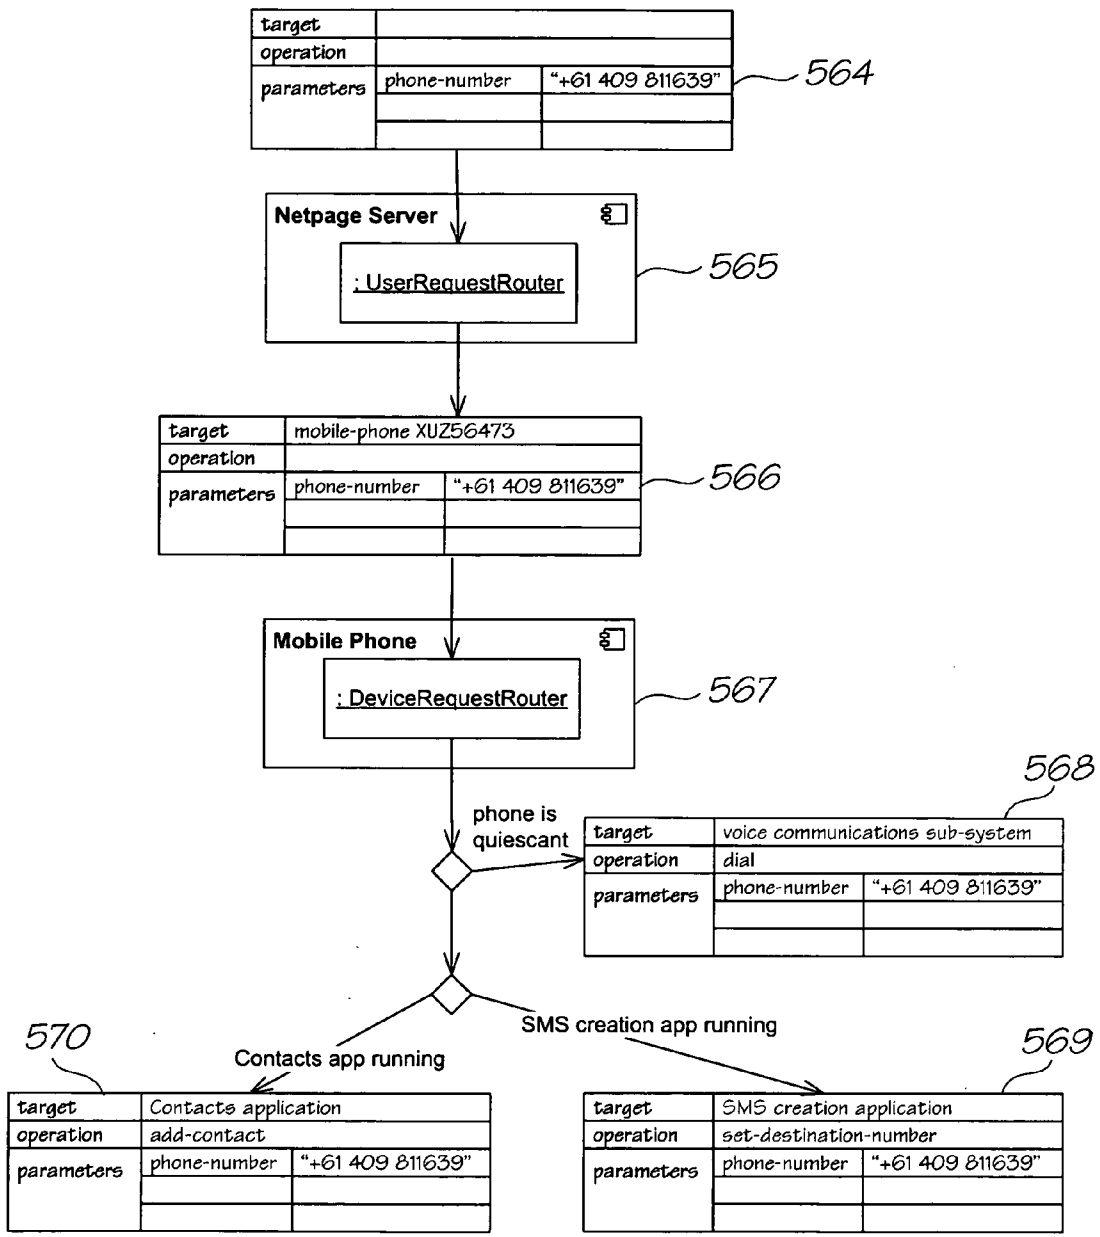 target
operation
parameters phone-number "+61 409 811639"
564
Netpage Server
: UserRequestRouter
565
target mobile-phone XUZ56473
operation
parameters phone-number "+61 409 811639"
566
Mobile Phone
: DeviceRequestRouter
567
phone is
quiescant
568
target voice communications sub-system
operation dial
parameters phone-number "+61 409 811639"
SMS creation app running
Contacts app running
570
target Contacts application
operation add-contact
parameters phone-number "+61 409 811639"
569
target SMS creation application
operation set-destination-number
parameters phone-number "+61 409 811639"